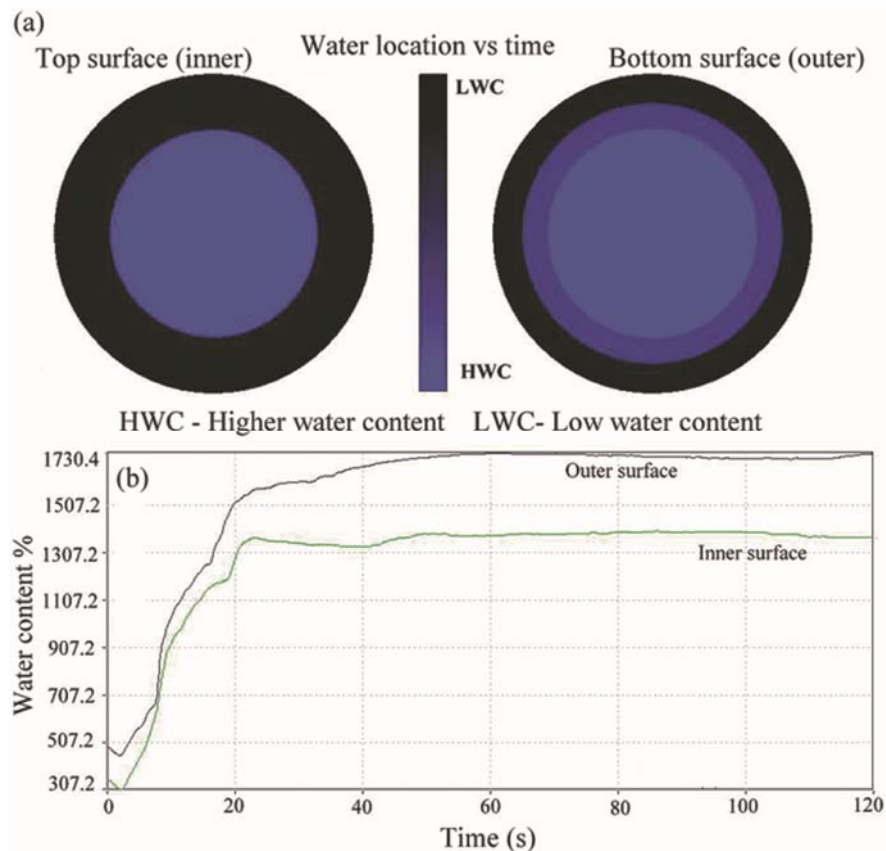 (a)
Water location vs time
Top surface (inner)
Bottom surface (outer)
LWC
HWC
HWC - Higher water content LWC- Low water content
(b)
Water content %
1730.4
1507.2
1307.2
1107.2
907.2
707.2
507.2
307.2
Outer surface
Inner surface
0 20 40 60 80 100 120
Time (s)